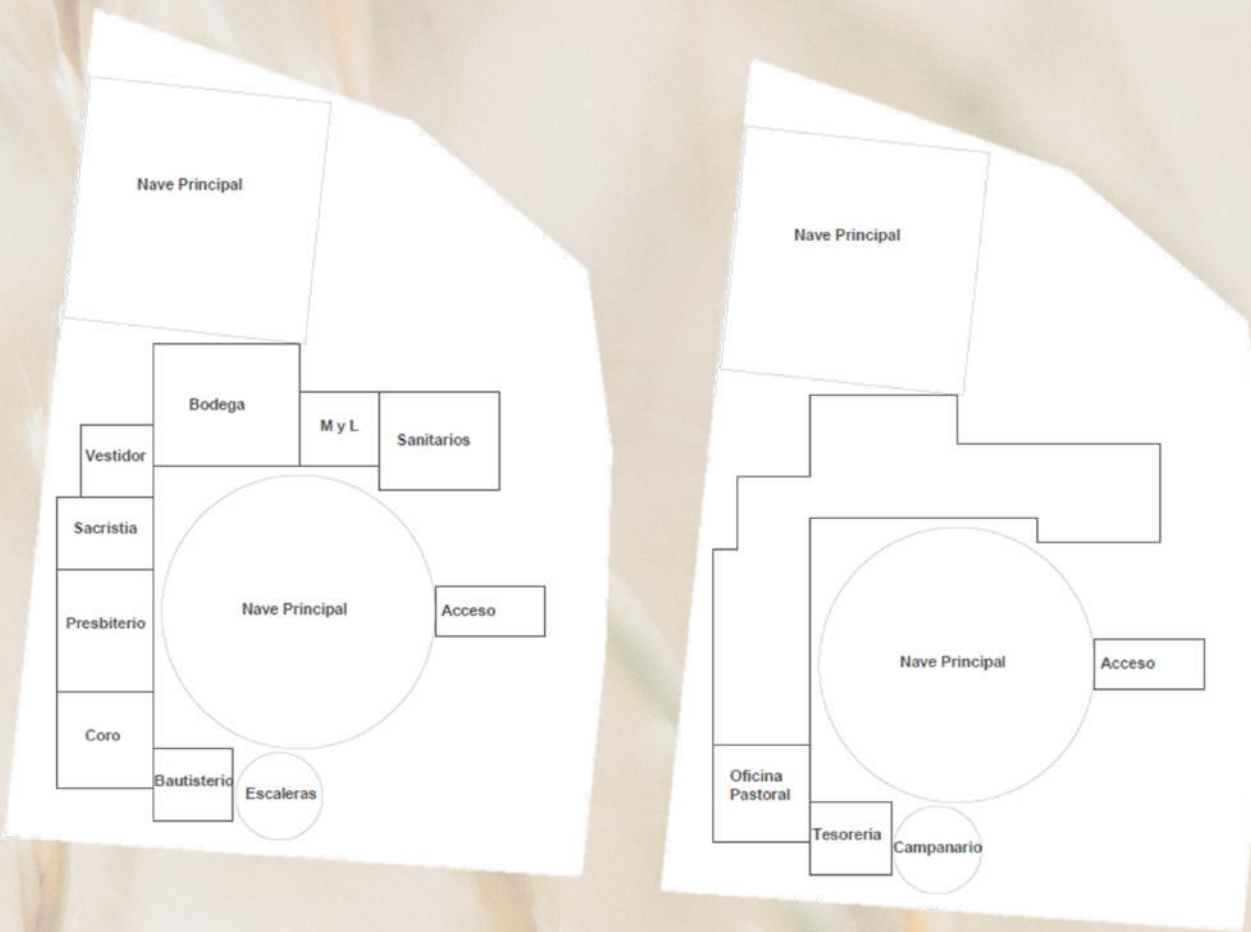 Nave Principal
Bodega
M y L
Sanitarios
Vestidor
Sacristia
Nave Principal
Acceso
Presbiterio
Coro
Bautisterio
Escaleras
Nave Principal
Nave Principal
Acceso
Oficina
Pastoral
Tesoreria
Campanario